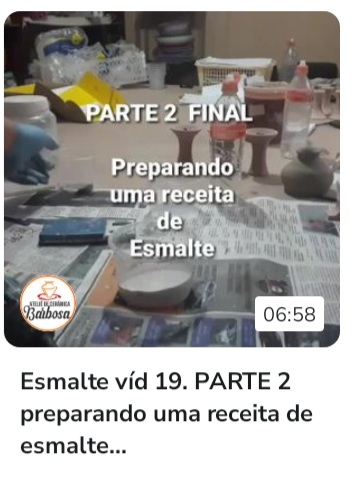 PARTE 2 FINAL
Preparando
uma receita
de
Esmalte
ATELIÊ DE CERÂMICA
Barbosa
06:58
Esmalte víd 19. PARTE 2
preparando uma receita de
esmalte...